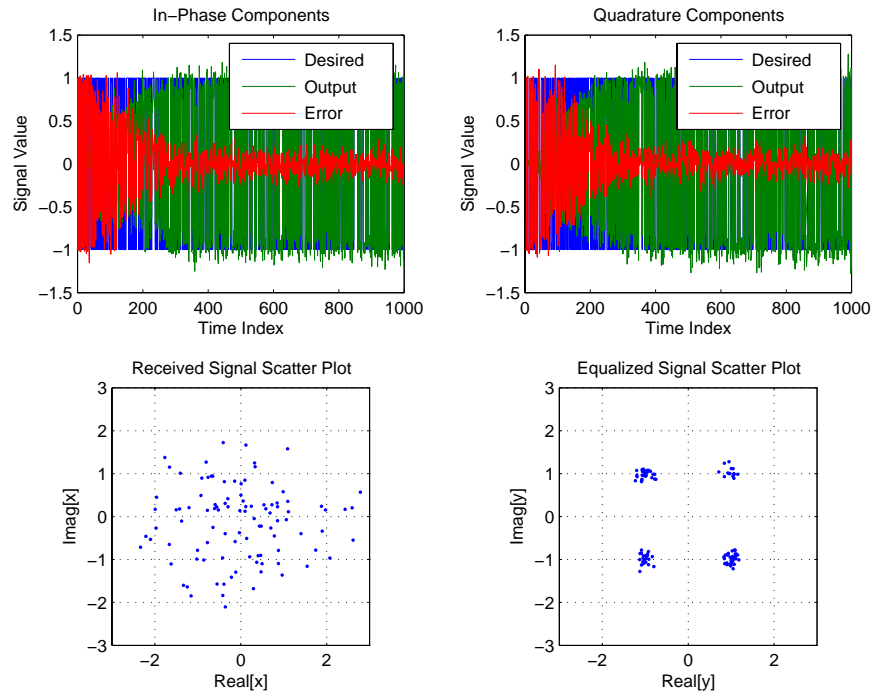 In-Phase Components
1.5
1
0.5
0
−0.5
−1
−1.5
Signal Value
Desired
Output
Error
0 200 400 600 800 1000
Time Index
Quadrature Components
1.5
1
0.5
0
−0.5
−1
−1.5
Signal Value
Desired
Output
Error
0 200 400 600 800 1000
Time Index
Received Signal Scatter Plot
3
2
1
0
−1
−2
−3
Imag[x]
−2 0 2
Real[x]
Equalized Signal Scatter Plot
3
2
1
0
−1
−2
−3
Imag[y]
−2 0 2
Real[y]